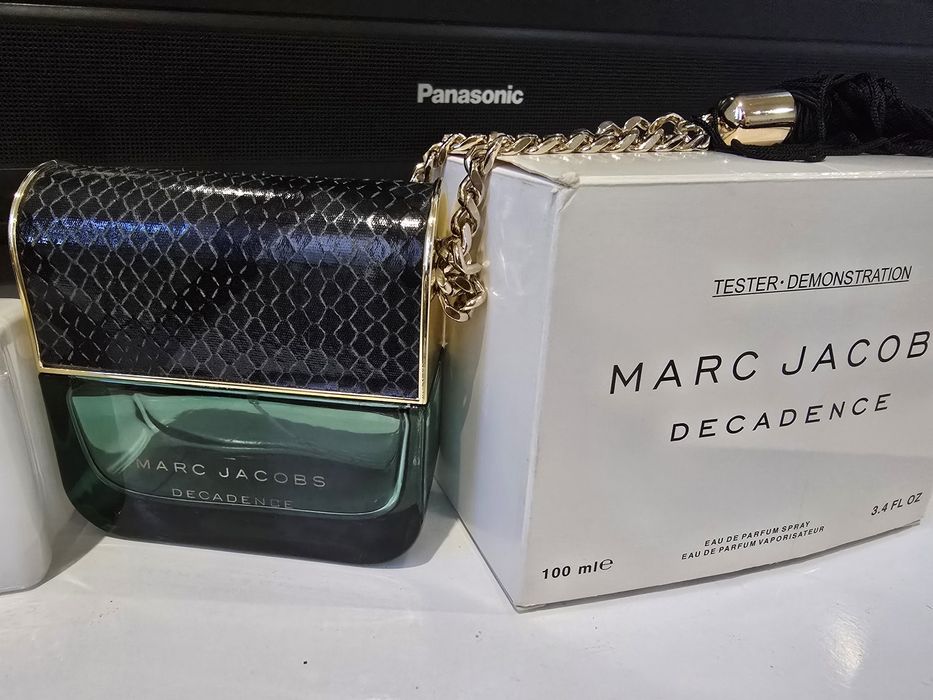 Panasonic
MARC JACOBS
DECADENCE
TESTER·DEMONSTRATION
MARC JACOB
DECADENCE
EAU DE PARFUM SPRAY
EAU DE PARFUM VAPORISATEUR
100 ml℮
3.4 FL OZ